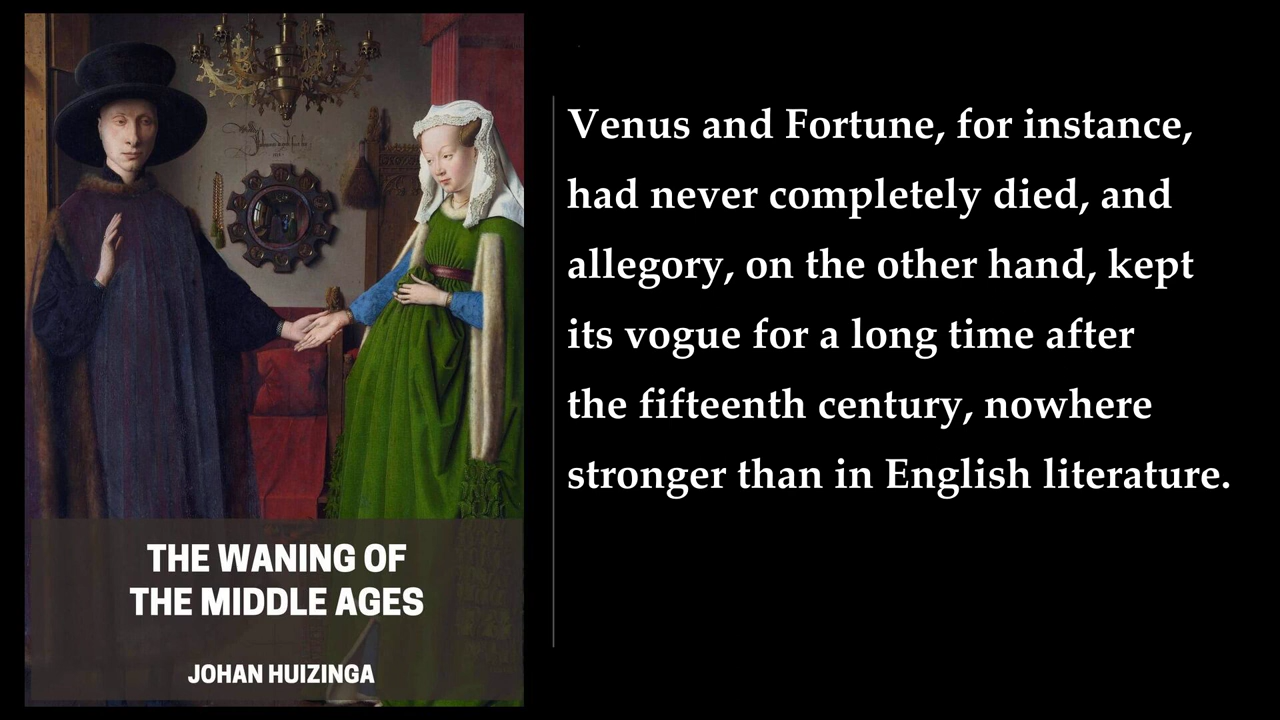 THE WANING OF
THE MIDDLE AGES
JOHAN HUIZINGA
Venus and Fortune, for instance,
had never completely died, and
allegory, on the other hand, kept
its vogue for a long time after
the fifteenth century, nowhere
stronger than in English literature.